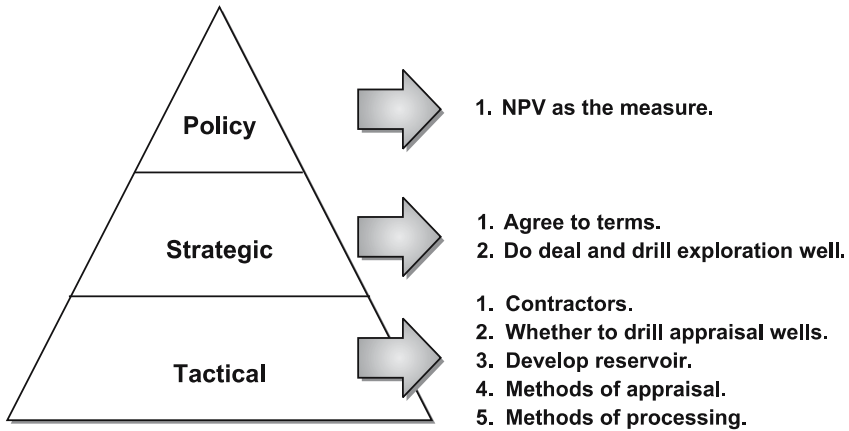 Policy
1. NPV as the measure.
Strategic
1. Agree to terms.
2. Do deal and drill exploration well.
Tactical
1. Contractors.
2. Whether to drill appraisal wells.
3. Develop reservoir.
4. Methods of appraisal.
5. Methods of processing.